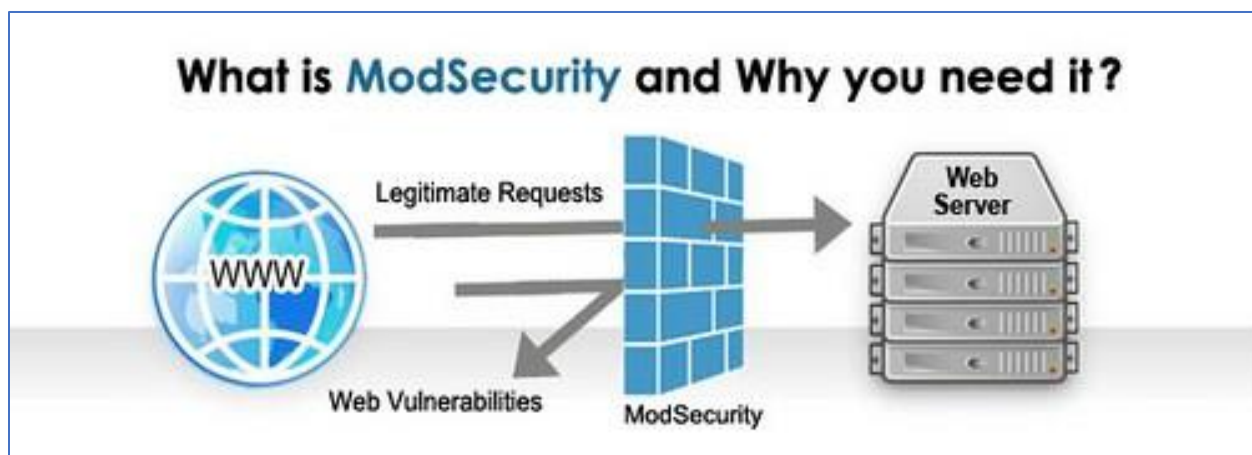 What is ModSecurity and Why you need it?
Legitimate Requests
WWW
Web
Server
Web Vulnerabilities
ModSecurity